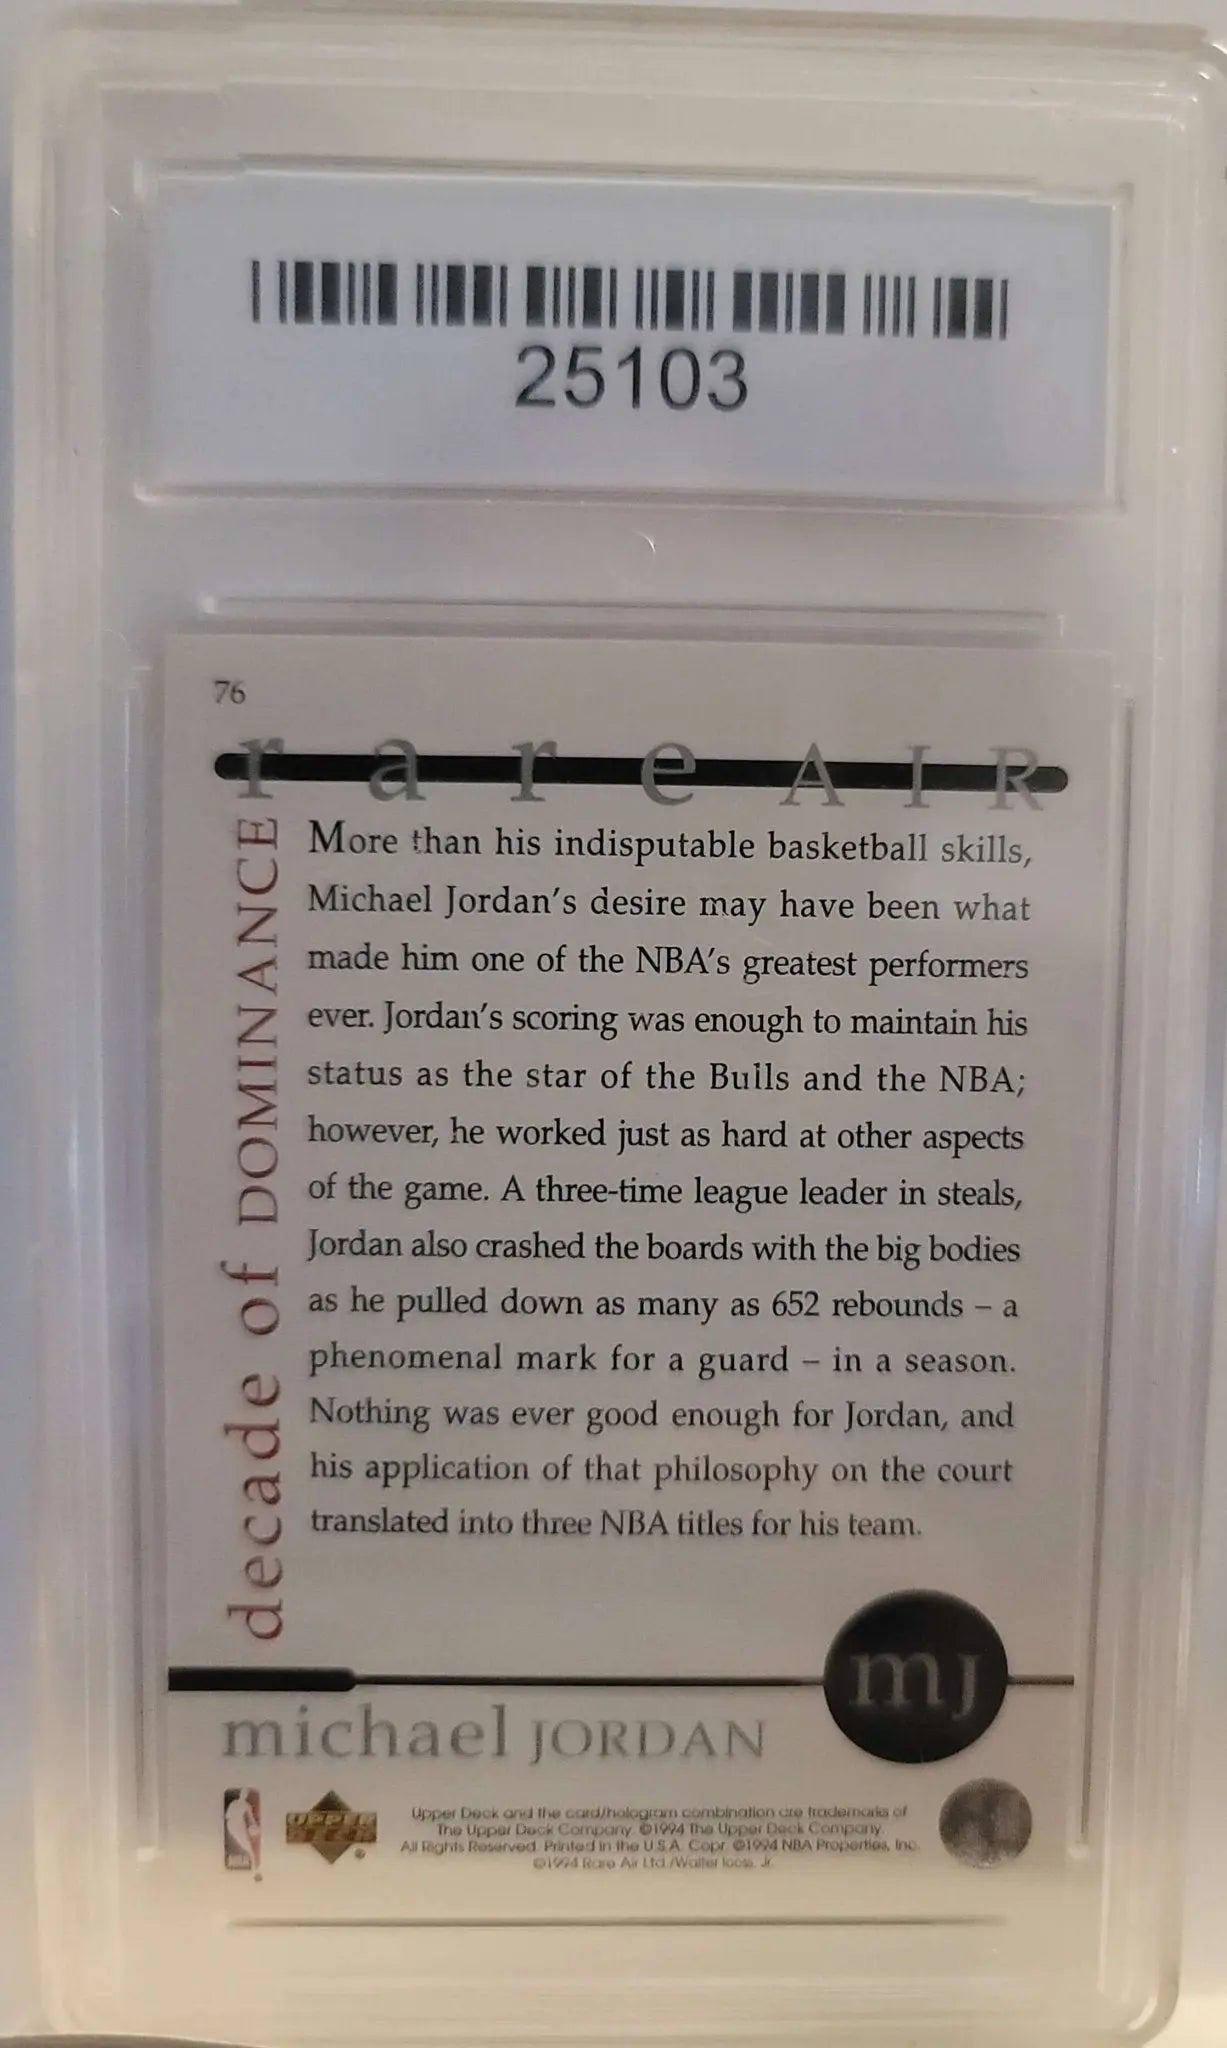 25103
76
rareAIR
decade of DOMINANCE
More than his indisputable basketball skills,
Michael Jordan's desire may have been what
made him one of the NBA's greatest performers
ever. Jordan's scoring was enough to maintain his
status as the star of the Bulls and the NBA;
however, he worked just as hard at other aspects
of the game. A three-time league leader in steals,
Jordan also crashed the boards with the big bodies
as he pulled down as many as 652 rebounds – a
phenomenal mark for a guard – in a season.
Nothing was ever good enough for Jordan, and
his application of that philosophy on the court
translated into three NBA titles for his team.
mJ
michael JORDAN
UPPER
DECK
Upper Deck and the card/hologram combination are trademarks of
The Upper Deck Company. ©1994 The Upper Deck Company.
All Rights Reserved. Printed in the U.S.A. Copr. ©1994 NBA Properties, Inc.
©1994 Rare Air Ltd./Walter Iooss, Jr.